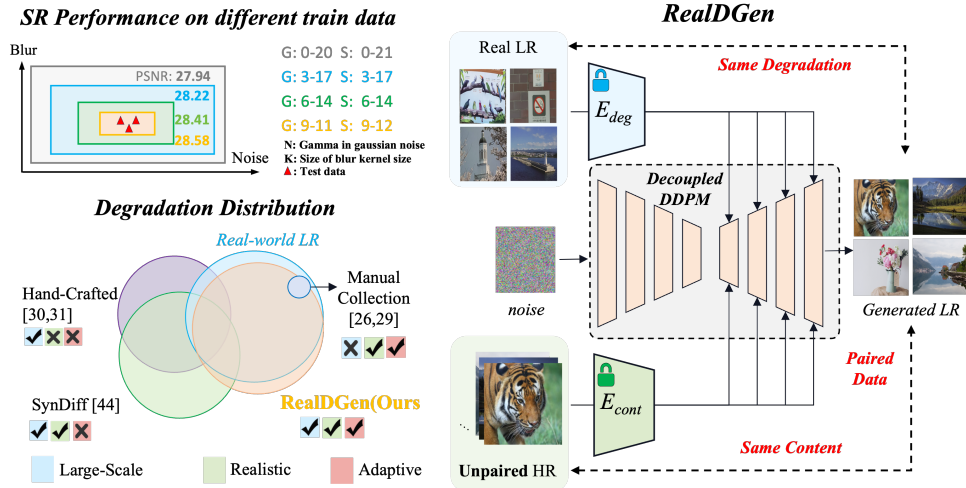 SR Performance on different train data
Blur
PSNR: 27.94
28.22
28.41
28.58
Noise
G: 0-20 S: 0-21
G: 3-17 S: 3-17
G: 6-14 S: 6-14
G: 9-11 S: 9-12
N: Gamma in gaussian noise
K: Size of blur kernel size
: Test data
Degradation Distribution
Real-world LR
Hand-Crafted
[30,31]
Manual
Collection
[26,29]
SynDiff [44]
RealDGen(Ours
Large-Scale
Realistic
Adaptive
RealDGen
Real LR
Same Degradation
E_deg
Decoupled
DDPM
noise
Generated LR
Paired
Data
E_cont
...
Unpaired HR
Same Content